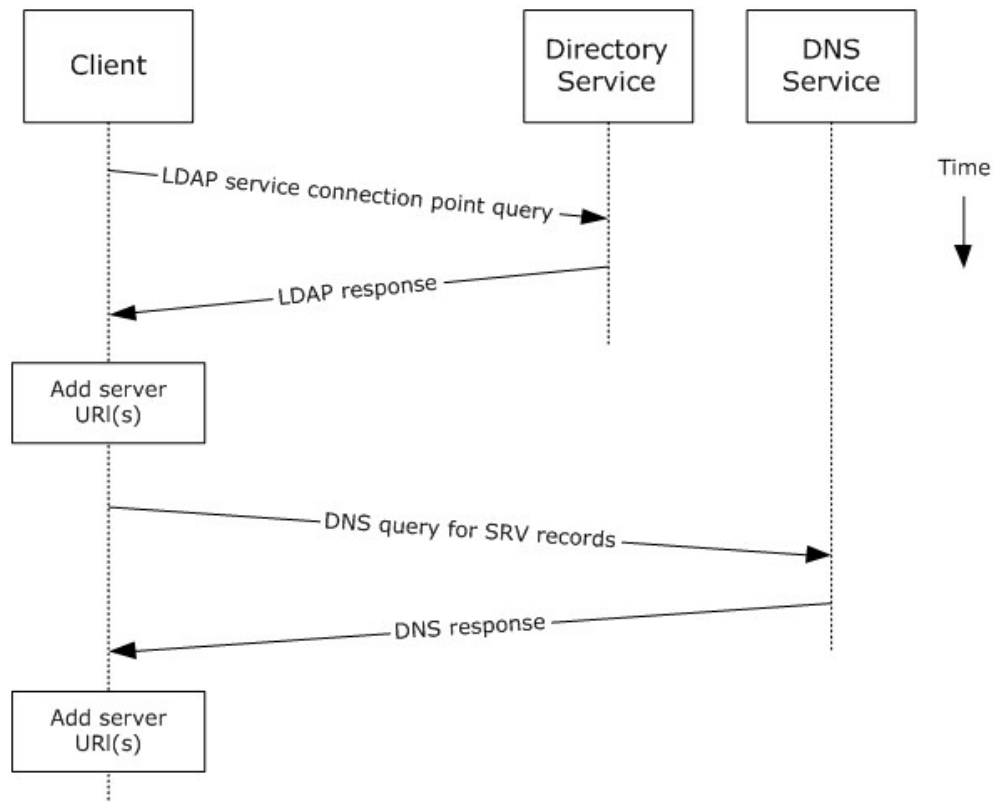 Client
Directory
Service
DNS
Service
Time
LDAP service connection point query
LDAP response
Add server
URI(s)
DNS query for SRV records
DNS response
Add server
URI(s)